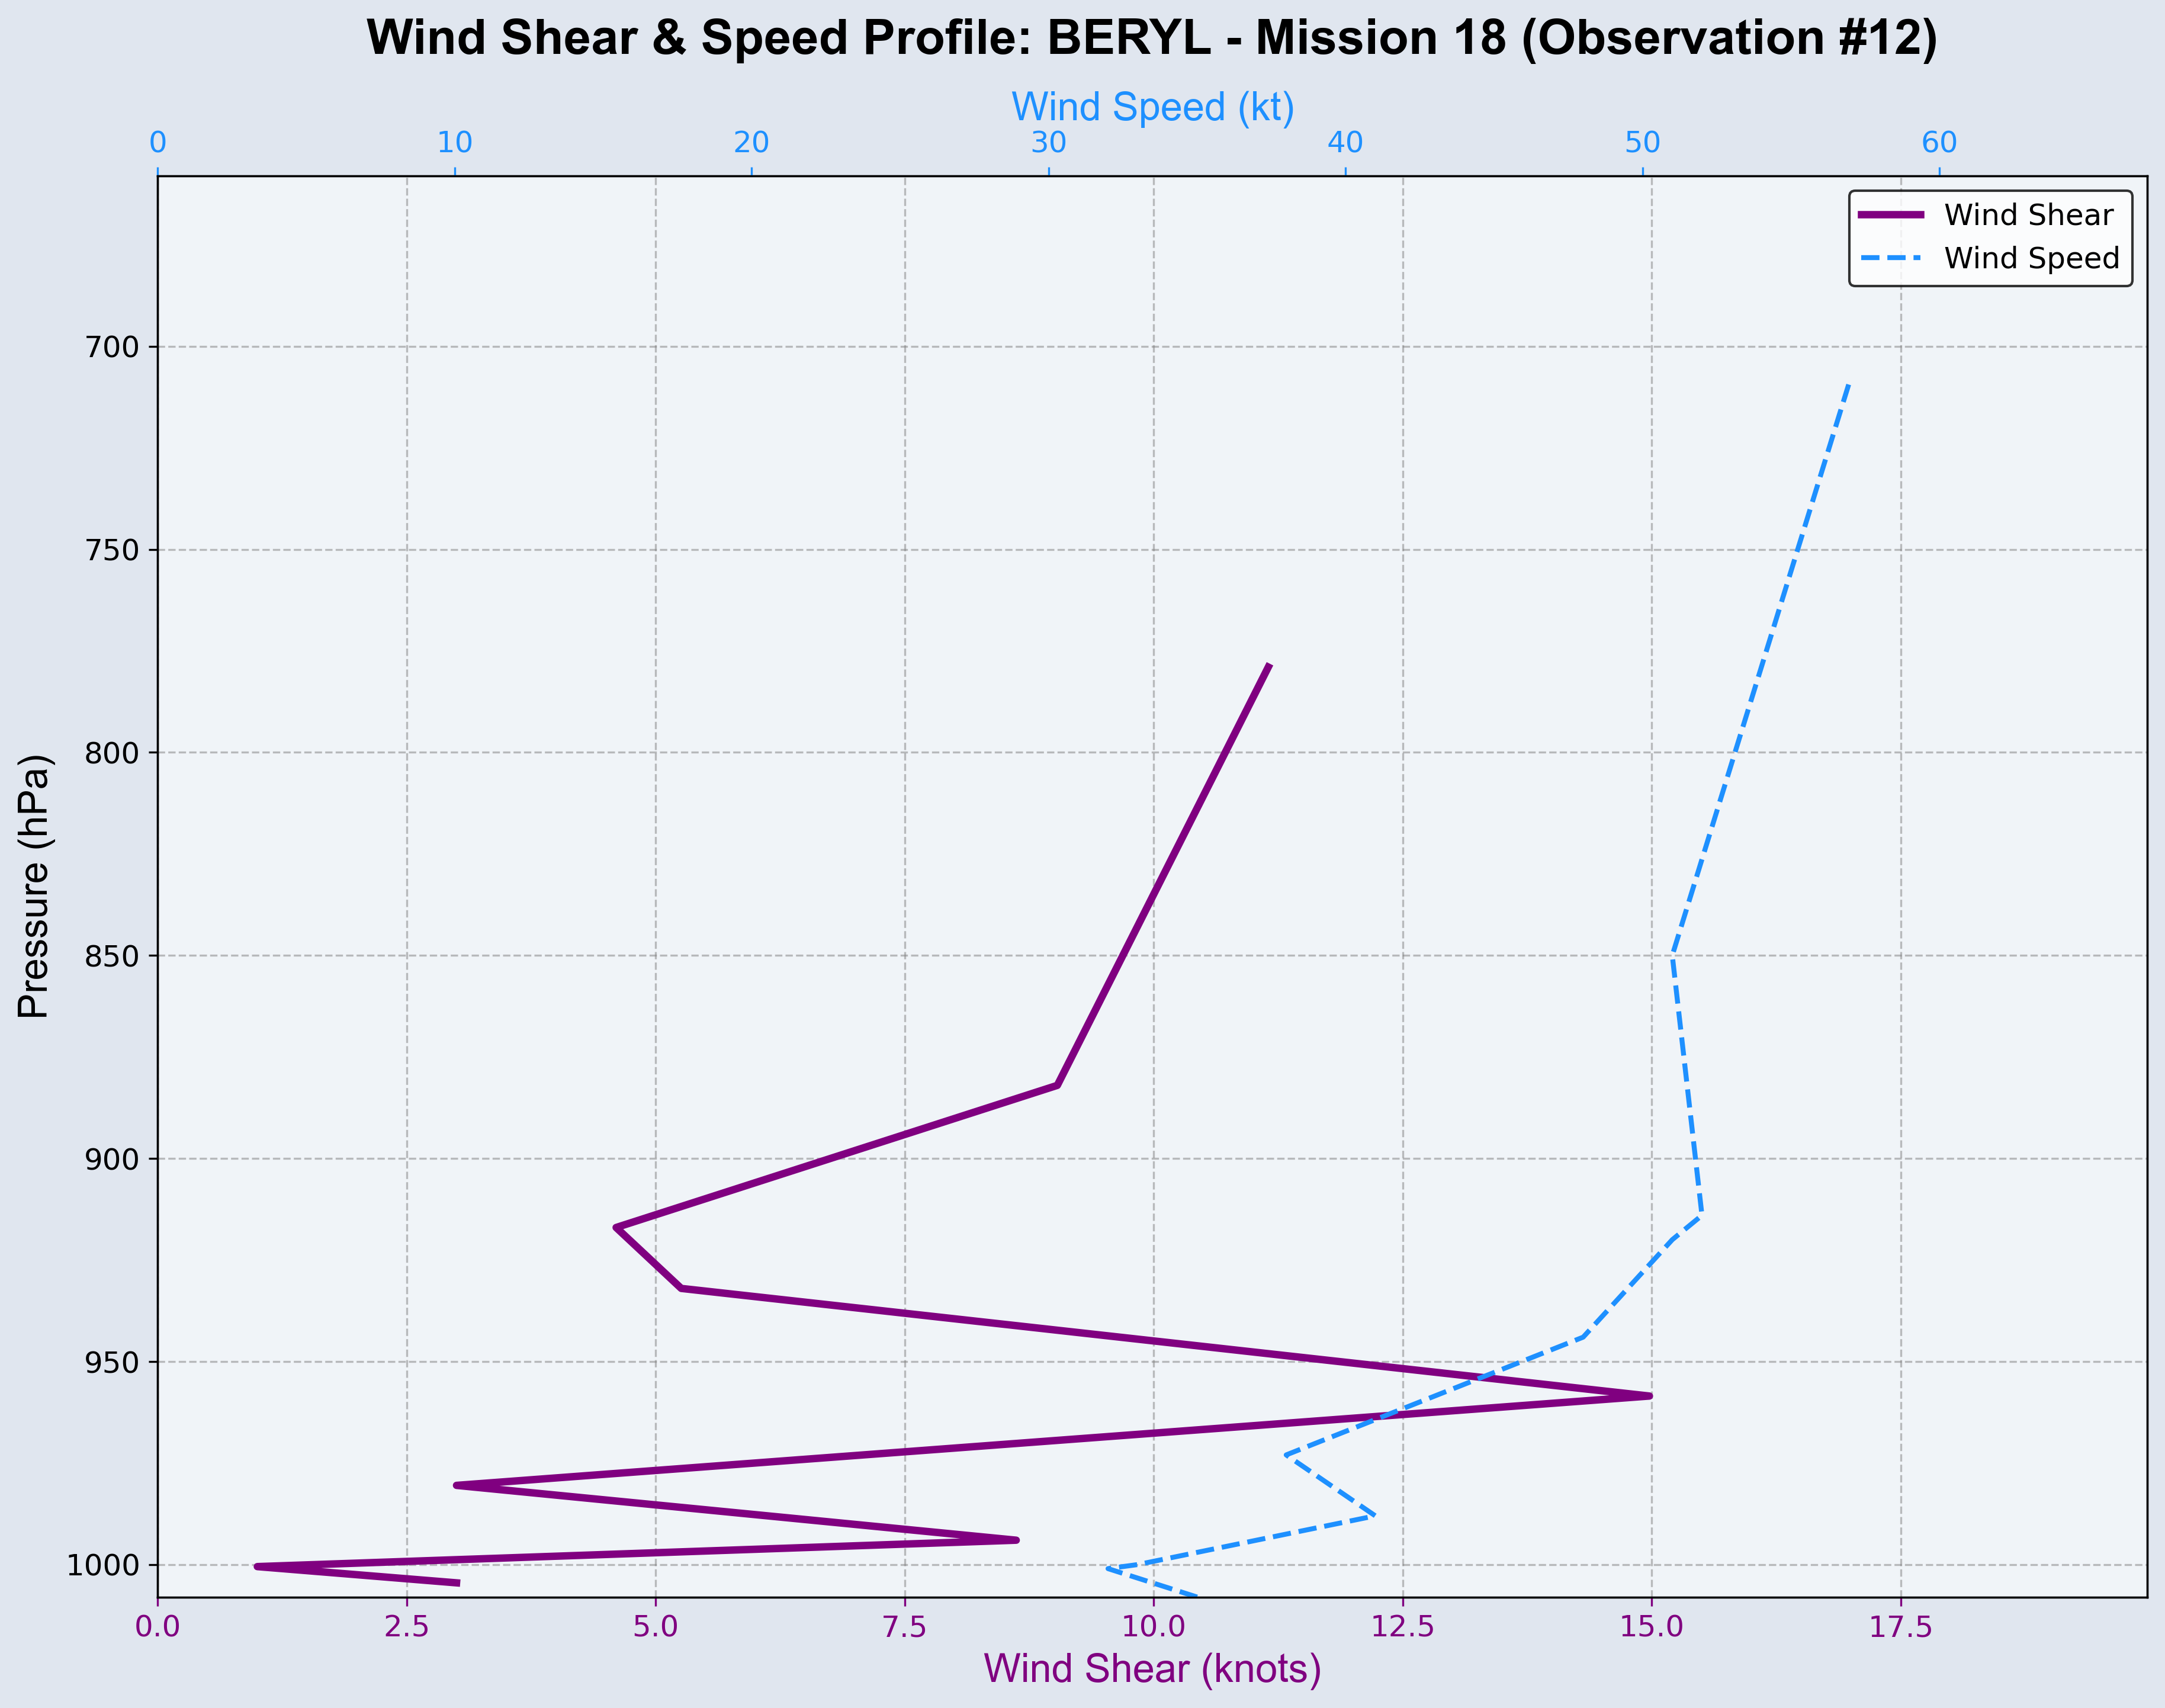 Wind Shear & Speed Profile: BERYL - Mission 18 (Observation #12)
Wind Speed (kt)
0 10 20 30 40 50 60
Wind Shear
Wind Speed
700
750
800
850
900
950
1000
Pressure (hPa)
0.0 2.5 5.0 7.5 10.0 12.5 15.0 17.5
Wind Shear (knots)